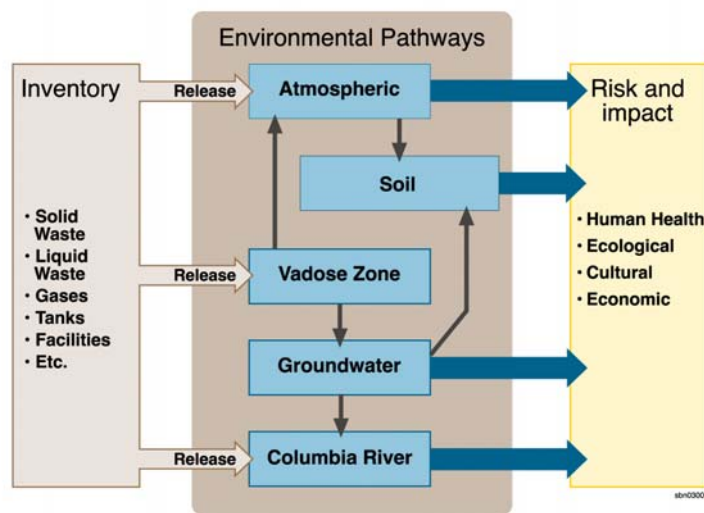 Environmental Pathways
Inventory
Release
Atmospheric
Risk and
impact
Soil
• Solid
Waste
• Liquid
Waste
• Gases
• Tanks
• Facilities
• Etc.
Release
Vadose Zone
• Human Health
• Ecological
• Cultural
• Economic
Groundwater
Release
Columbia River
sbn0300